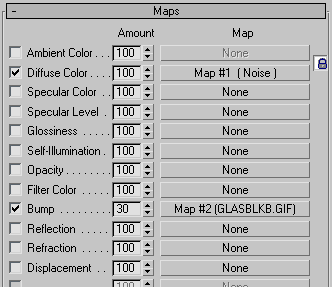 - Maps
Amount Map
Ambient Color . . . 100 None
Diffuse Color . . . . 100 Map #1 ( Noise )
Specular Color . . . 100 None
Specular Level . . 100 None
Glossiness . . . . . 100 None
Self-Illumination . 100 None
Opacity . . . . . . . 100 None
Filter Color . . . . . 100 None
Bump . . . . . . . . . 30 Map #2 (GLASBLKB.GIF)
Reflection . . . . . 100 None
Refraction . . . . . 100 None
Displacement . . 100 None